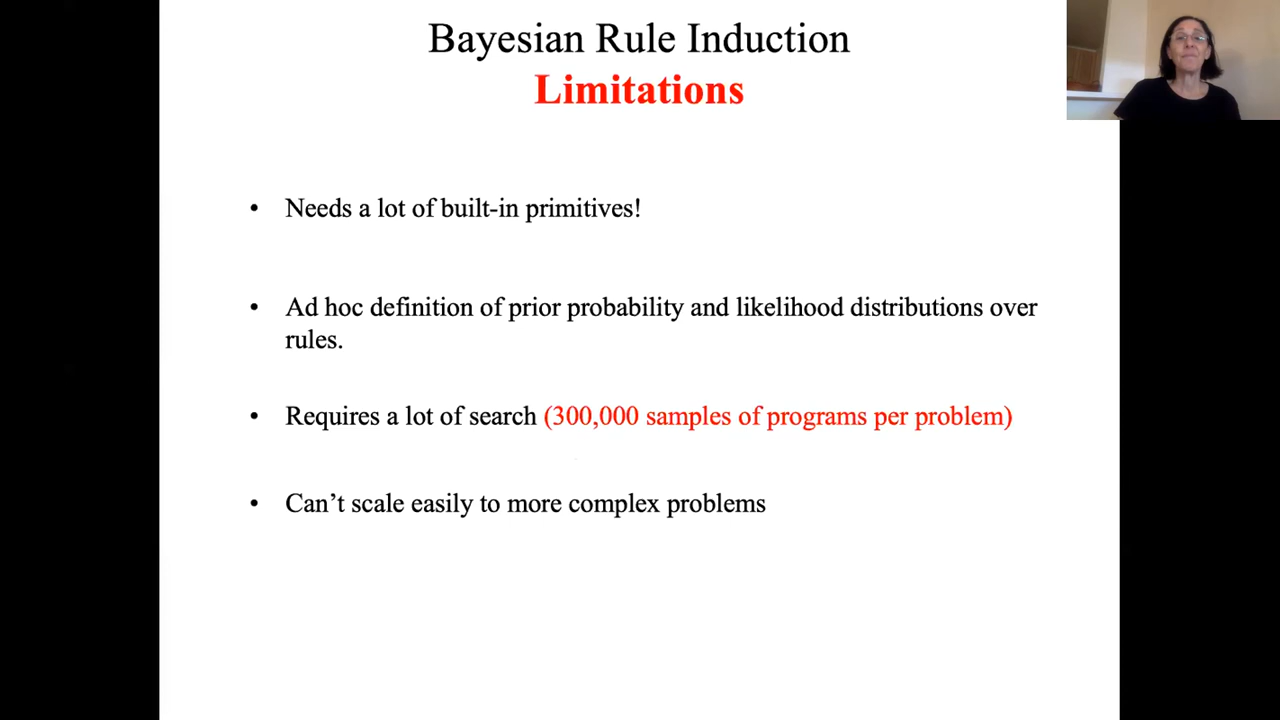 Bayesian Rule Induction
Limitations
• Needs a lot of built-in primitives!
• Ad hoc definition of prior probability and likelihood distributions over
rules.
• Requires a lot of search (300,000 samples of programs per problem)
• Can’t scale easily to more complex problems